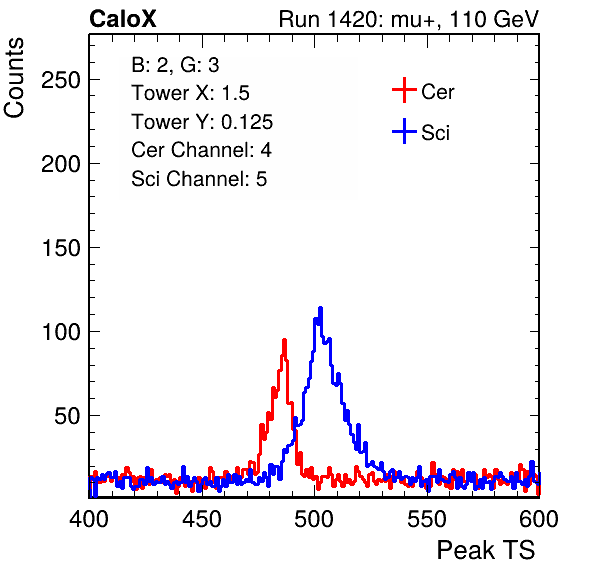 CaloX Run 1420: mu+, 110 GeV
Counts
B: 2, G: 3
Tower X: 1.5
Tower Y: 0.125
Cer Channel: 4
Sci Channel: 5
Cer
Sci
250
200
150
100
50
400 450 500 550 600
Peak TS